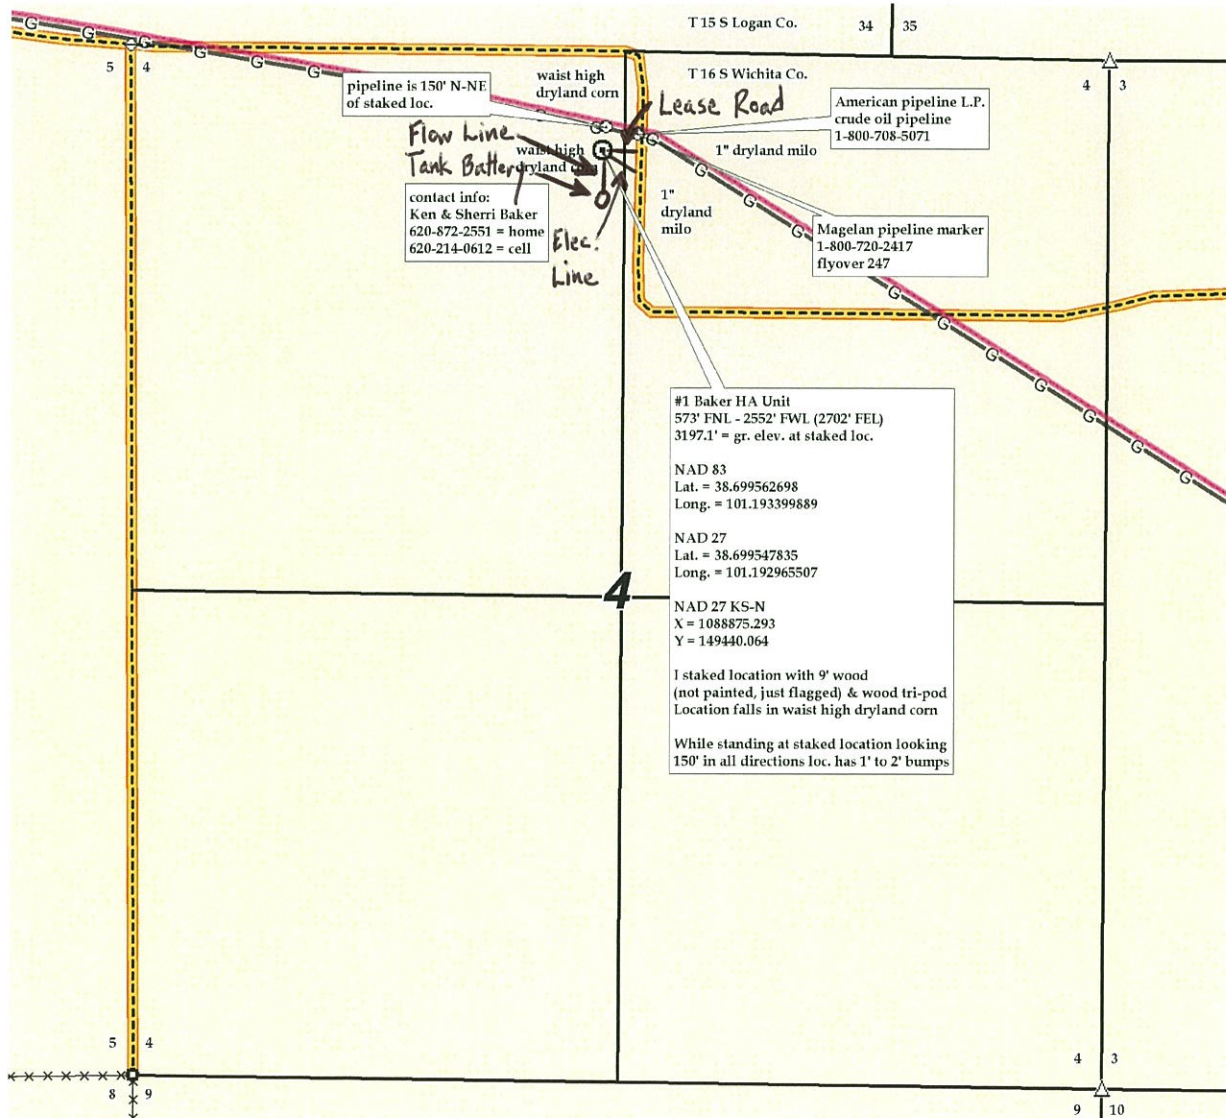 T 15 S Logan Co.
34 35
5 4
T 16 S Wichita Co.
4 3
waist high
dryland corn
pipeline is 150' N-NE
of staked loc.
Lease Road
American pipeline L.P.
crude oil pipeline
1-800-708-5071
Flow Line
waist high
dryland corn
Tank Battery
1" dryland milo
contact info:
Ken & Sherri Baker
620-872-2551 = home
620-214-0612 = cell
1"
dryland
milo
Elec.
Line
Magelan pipeline marker
1-800-720-2417
flyover 247
G G G G G G G G G G G G G G G G G G G G
#1 Baker HA Unit
573' FNL - 2552' FWL (2702' FEL)
3197.1' = gr. elev. at staked loc.
NAD 83
Lat. = 38.699562698
Long. = 101.193399889
NAD 27
Lat. = 38.699547835
Long. = 101.192965507
4
NAD 27 KS-N
X = 1088875.293
Y = 149440.064
I staked location with 9' wood
(not painted, just flagged) & wood tri-pod
Location falls in waist high dryland corn
While standing at staked location looking
150' in all directions loc. has 1' to 2' bumps
5 4
4 3
8 9
9 10